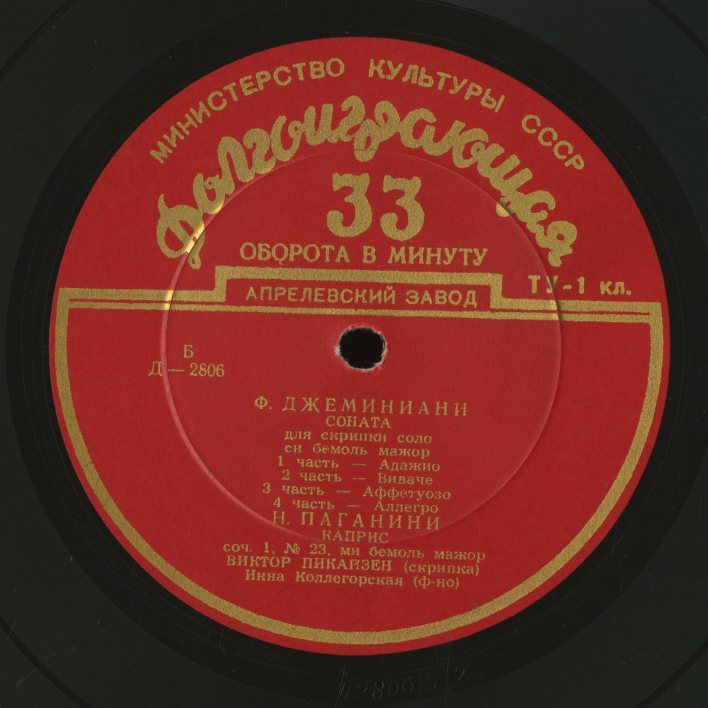 МИНИСТЕРСТВО КУЛЬТУРЫ СССР
Долгоиграющая
33
ОБОРОТА В МИНУТУ
ТУ-1 кл.
АПРЕЛЕВСКИЙ ЗАВОД
Б
Д — 2806
Ф. ДЖЕМИНИАНИ
СОНАТА
для скрипки соло
си бемоль мажор
1 часть — Адажио
2 часть — Виваче
3 часть — Аффетуозо
4 часть — Аллегро
Н. ПАГАНИНИ
КАПРИС
соч. 1, № 23, ми бемоль мажор
ВИКТОР ПИКАЙЗЕН (скрипка)
Инна Коллегорская (ф-но)